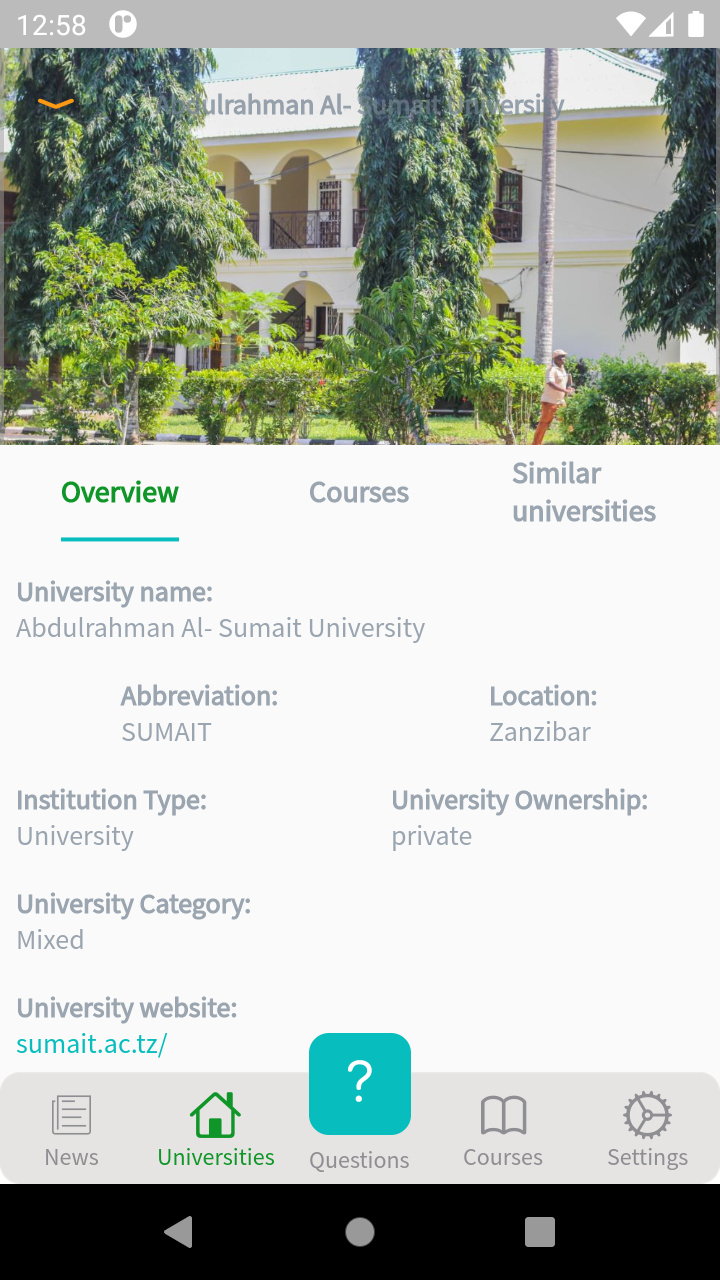 12:58
Abdulrahman Al- Sumait University
Overview
Courses
Similar
universities
University name:
Abdulrahman Al- Sumait University
Abbreviation:
Location:
SUMAIT
Zanzibar
Institution Type:
University Ownership:
University
private
University Category:
Mixed
University website:
sumait.ac.tz/
?
News
Universities
Questions
Courses
Settings